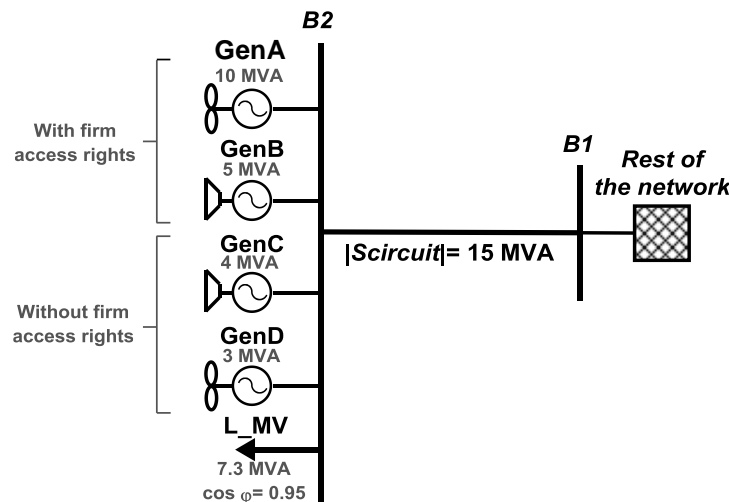 B2
GenA
10 MVA
With firm
access rights
GenB
5 MVA
B1
Rest of
the network
|Scircuit|= 15 MVA
GenC
4 MVA
Without firm
access rights
GenD
3 MVA
L_MV
7.3 MVA
cos φ= 0.95